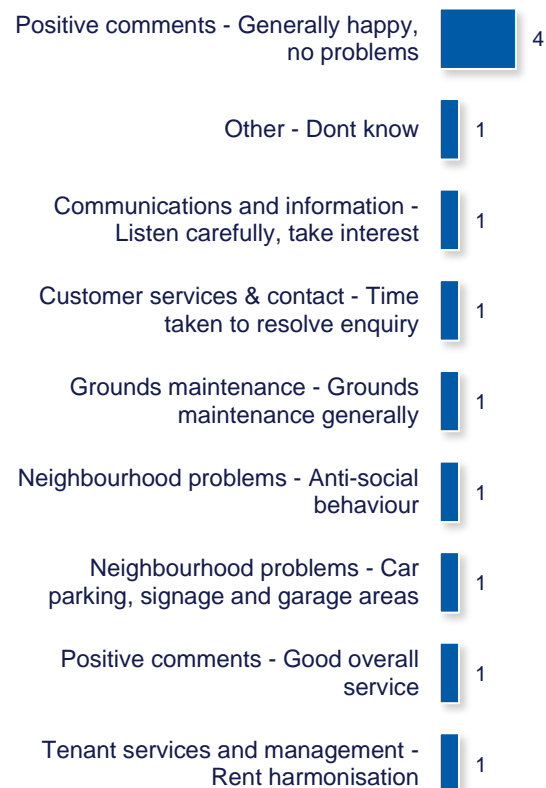 Positive comments - Generally happy,
no problems
4
Other - Dont know
1
Communications and information -
Listen carefully, take interest
1
Customer services & contact - Time
taken to resolve enquiry
1
Grounds maintenance - Grounds
maintenance generally
1
Neighbourhood problems - Anti-social
behaviour
1
Neighbourhood problems - Car
parking, signage and garage areas
1
Positive comments - Good overall
service
1
Tenant services and management -
Rent harmonisation
1